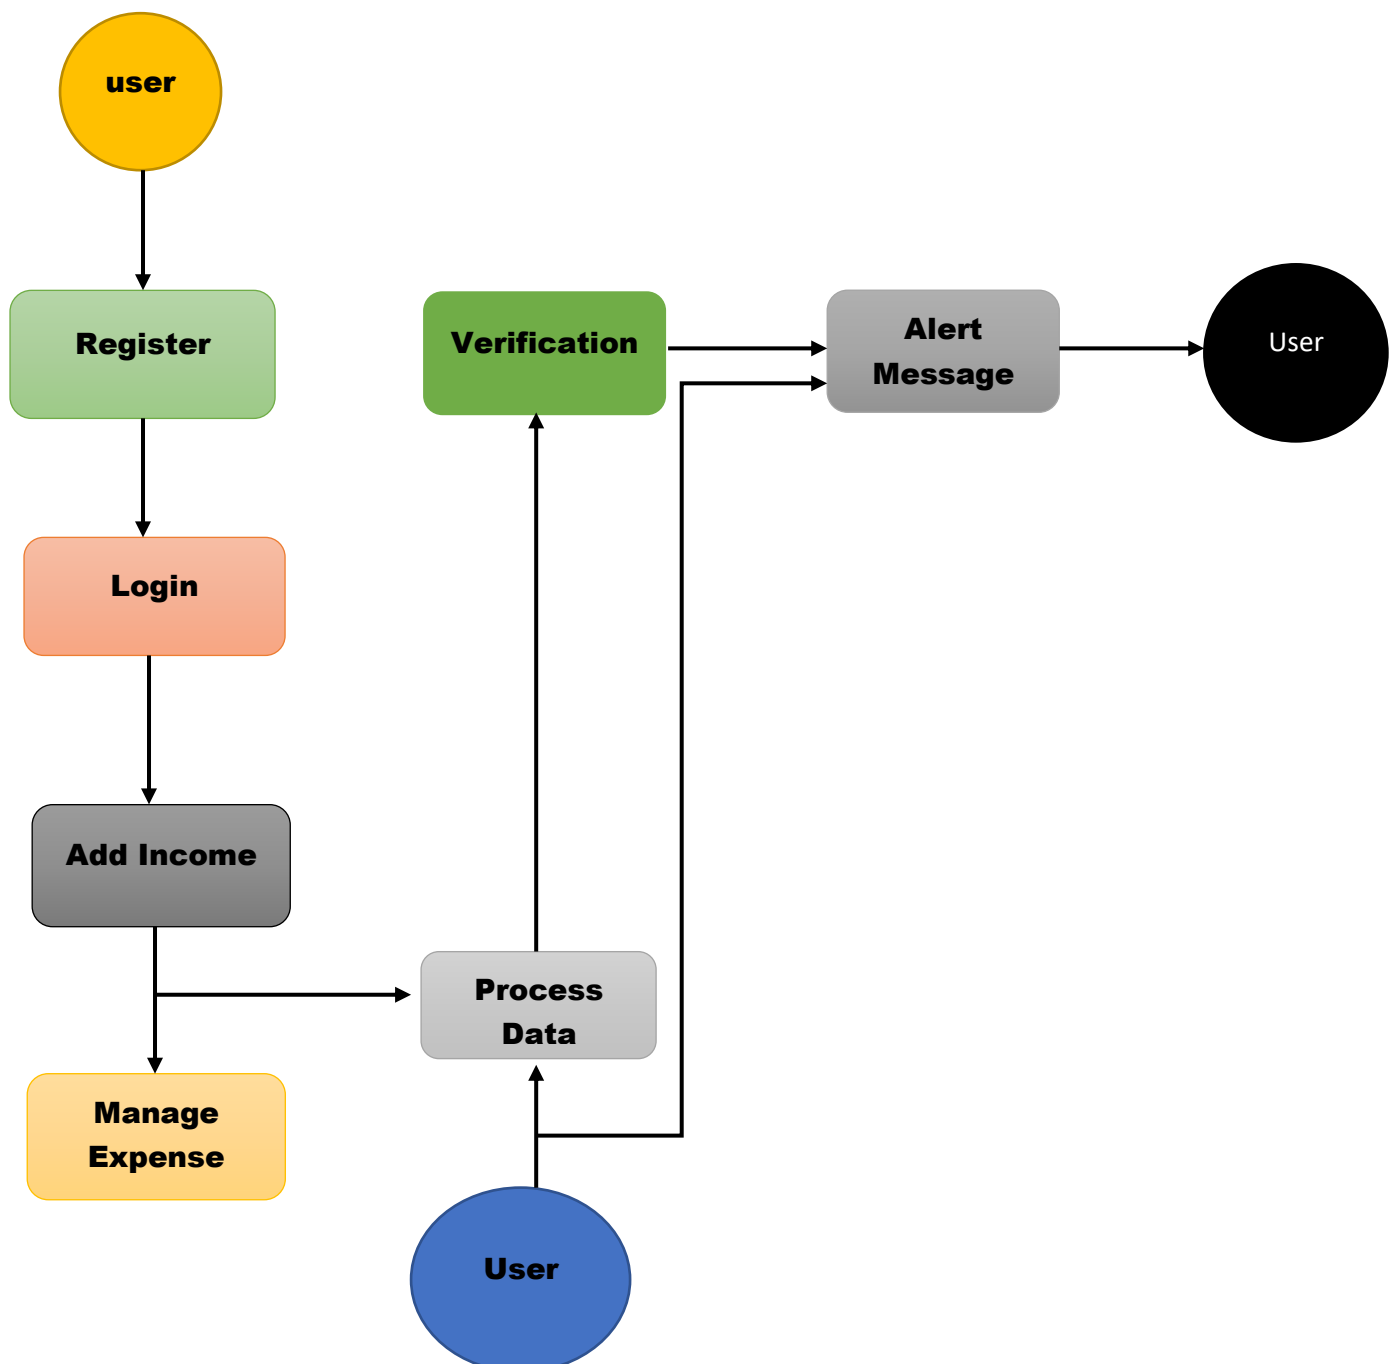 user
Register
Login
Add Income
Manage
Expense
Verification
Process
Data
User
Alert
Message
User